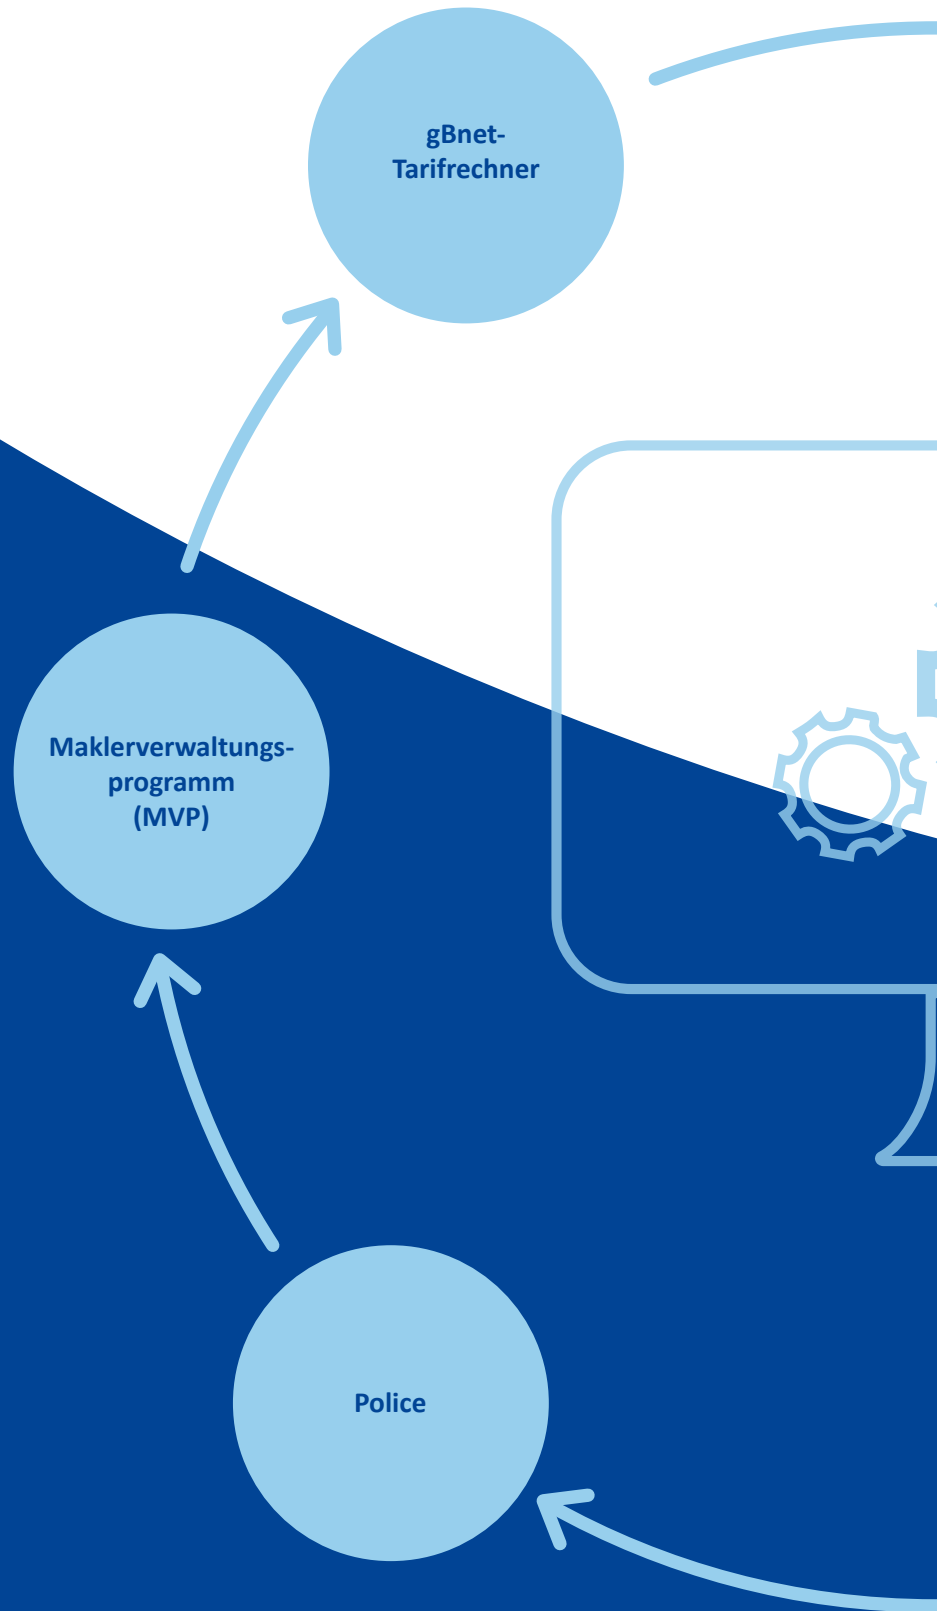 gBnet-
Tarifrechner
Maklerverwaltungs-
programm
(MVP)
Police